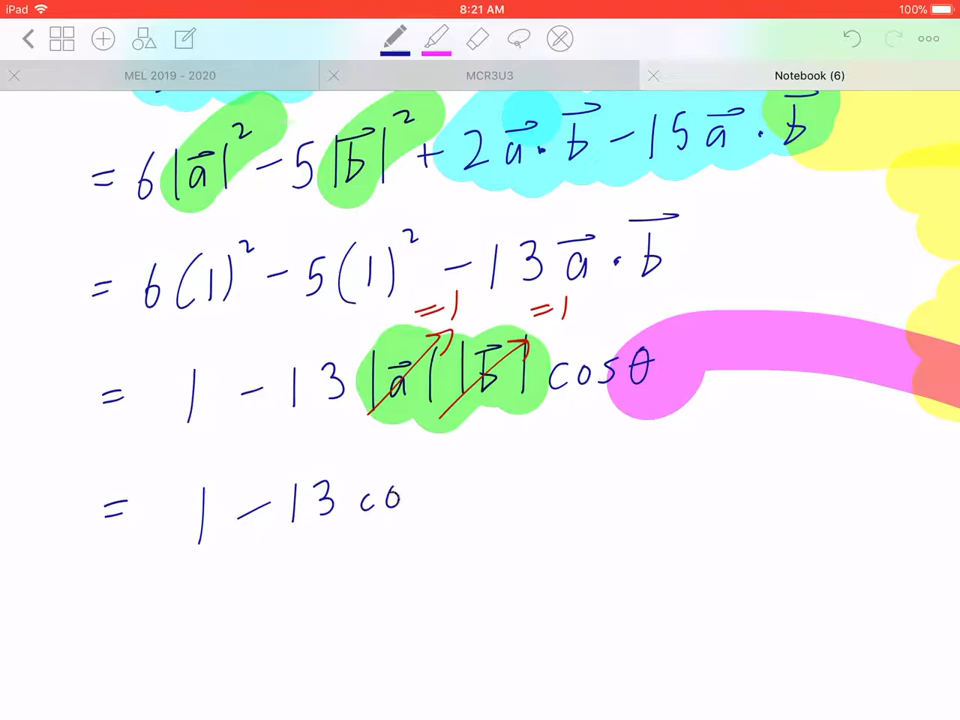 iPad 8:21 AM 100%
MEL 2019 - 2020 MCR3U3 Notebook (6)
= 6|a⃗|² - 5|b⃗|² + 2a⃗·b⃗ - 15a⃗·b⃗
= 6(1)² - 5(1)² - 13a⃗·b⃗
=1 =1
= 1 - 13|a⃗||b⃗|cosθ
= 1 - 13co